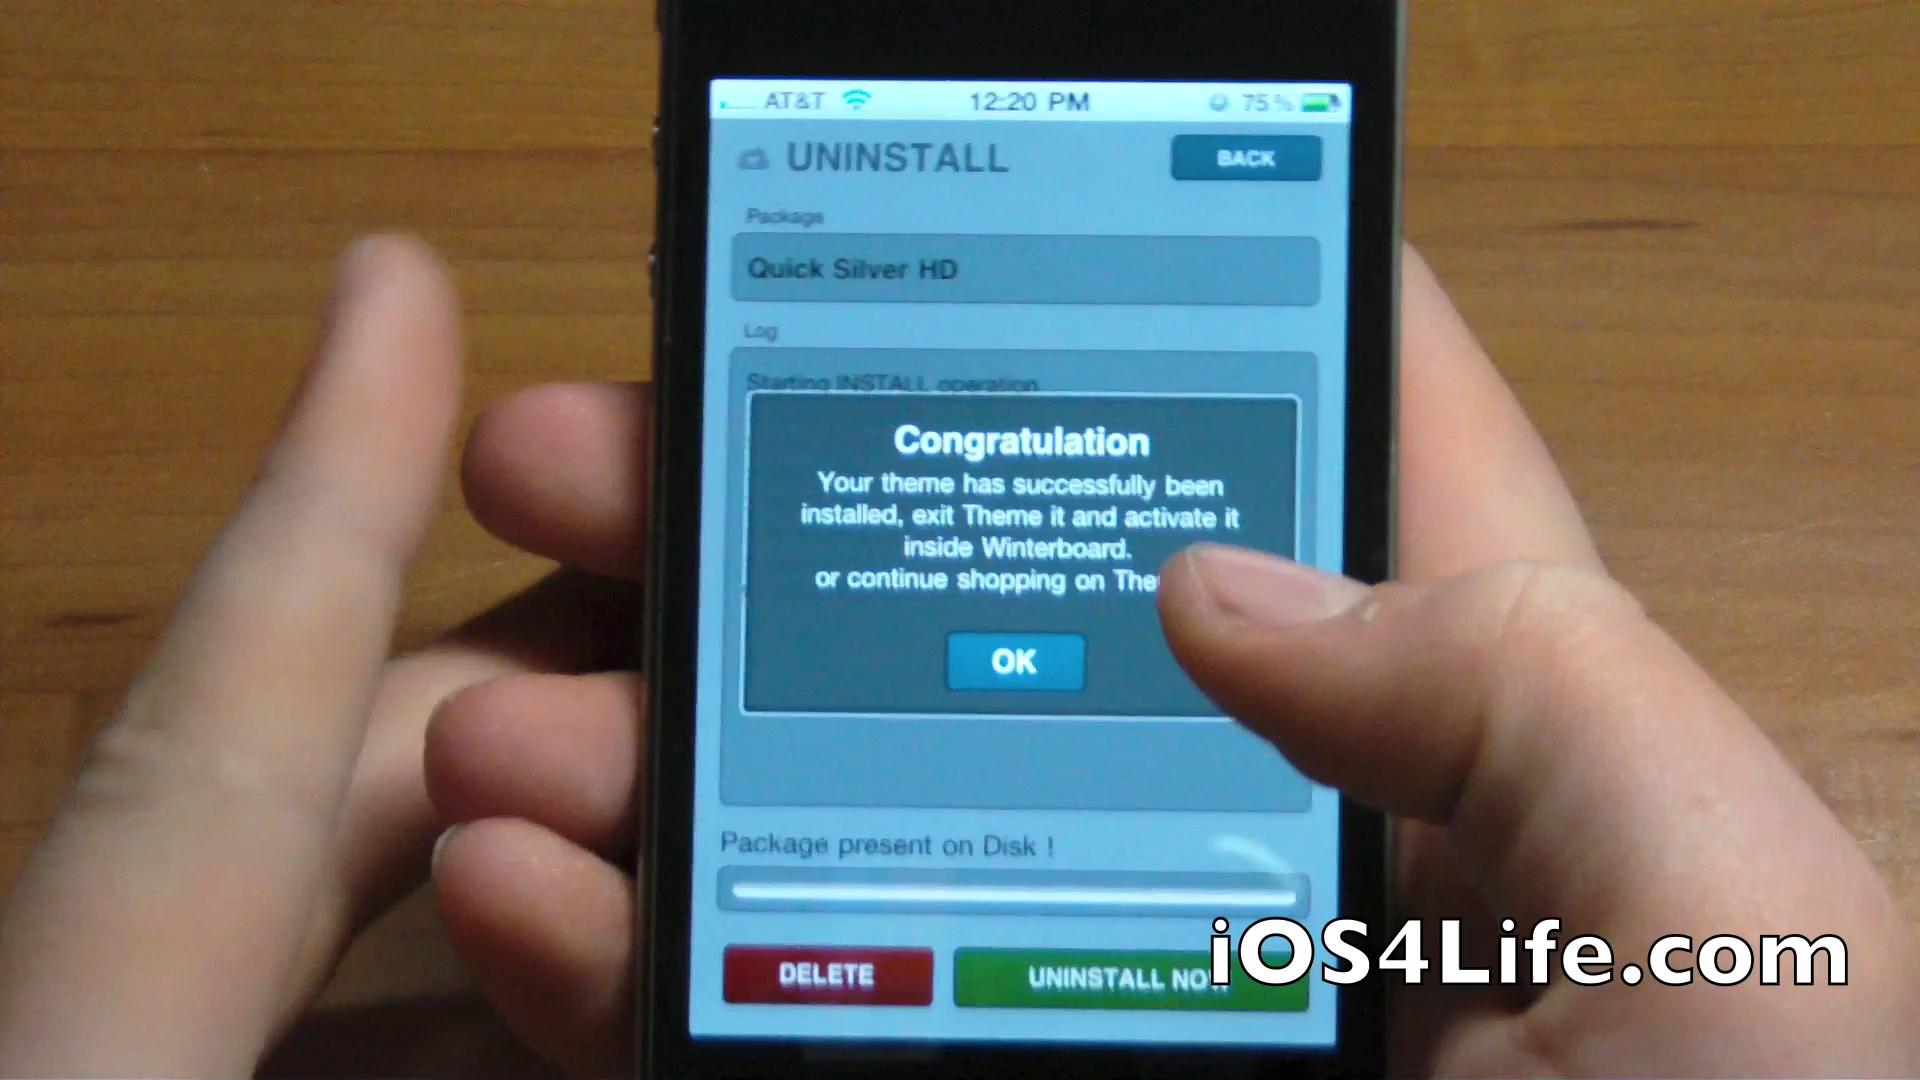 AT&T 12:20 PM 75%
UNINSTALL BACK
Package
Quick Silver HD
Log
Starting INSTALL operation
Congratulation
Your theme has successfully been
installed, exit Theme it and activate it
inside Winterboard.
or continue shopping on
OK
Package present on Disk !
DELETE UNINSTALL
iOS4Life.com